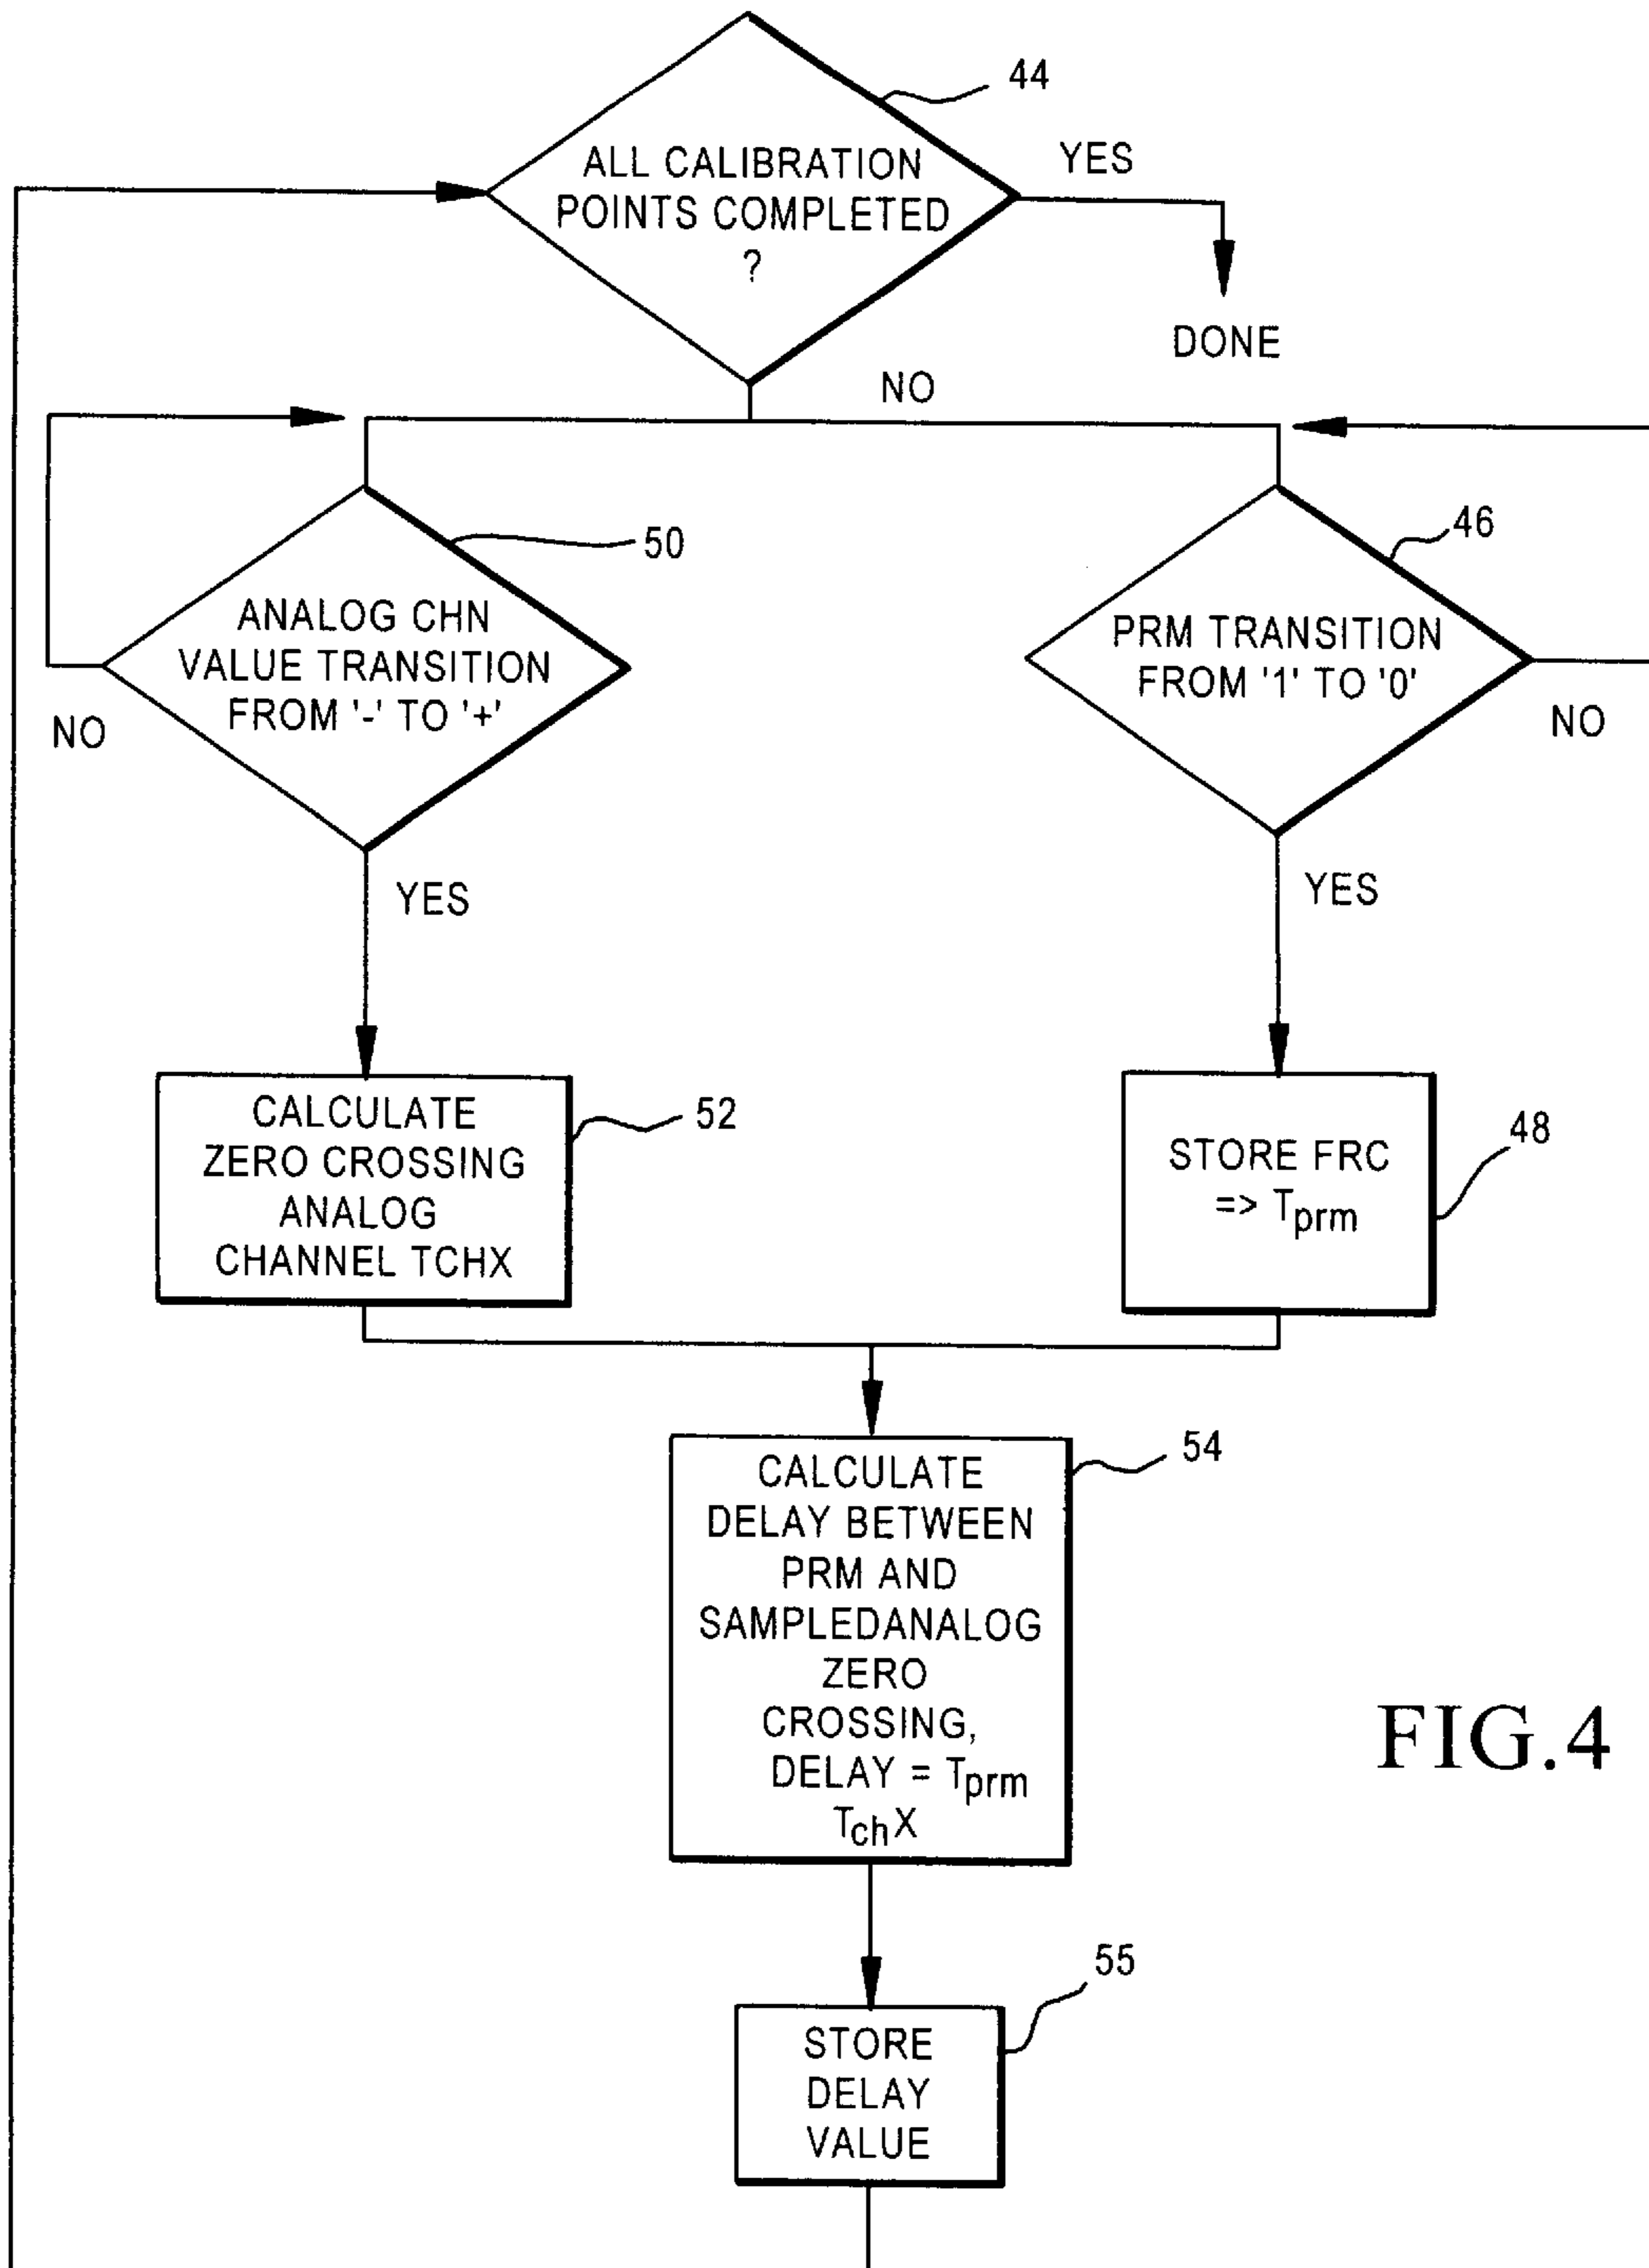 44
ALL CALIBRATION
POINTS COMPLETED
?
YES
DONE
NO
50
ANALOG CHN
VALUE TRANSITION
FROM '-' TO '+'
NO
YES
46
PRM TRANSITION
FROM '1' TO '0'
NO
YES
CALCULATE
ZERO CROSSING
ANALOG
CHANNEL TCHX
52
STORE FRC
=> Tprm
48
CALCULATE
DELAY BETWEEN
PRM AND
SAMPLEDANALOG
ZERO
CROSSING,
DELAY = Tprm
TchX
54
FIG.4
STORE
DELAY
VALUE
55